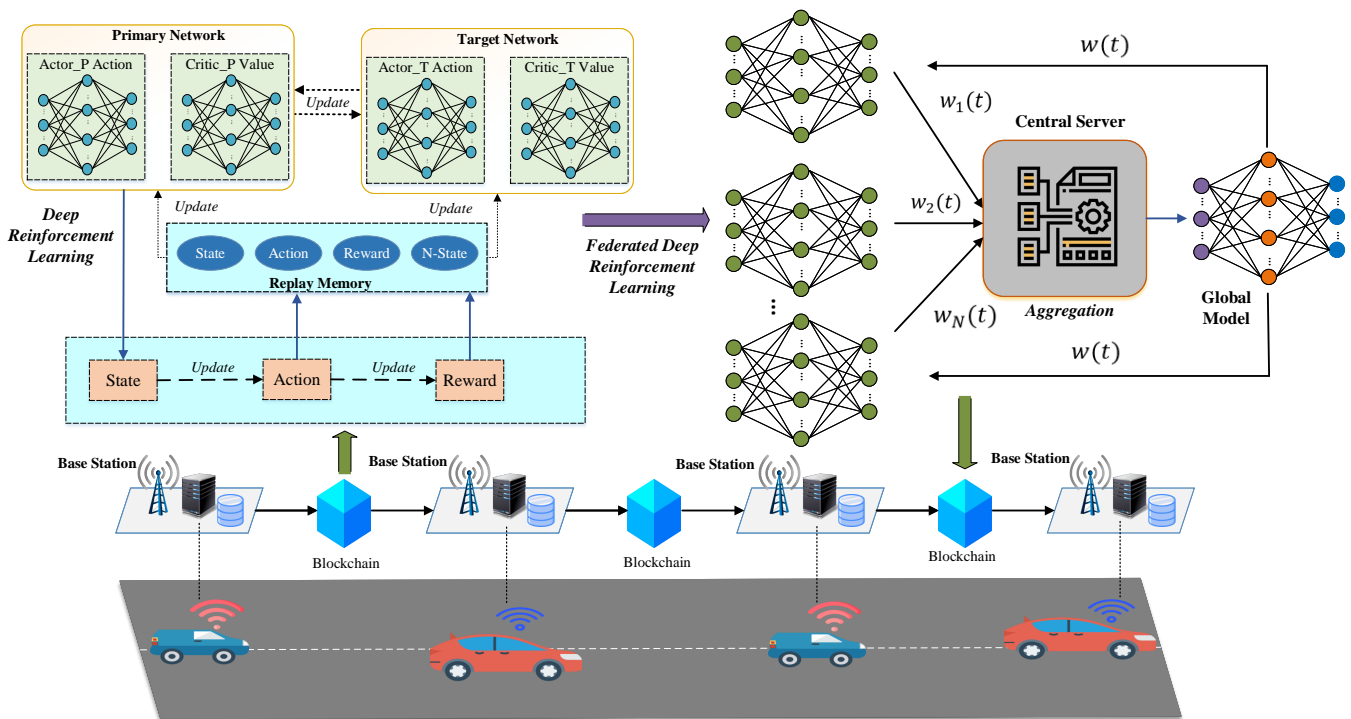 Primary Network
Actor_P Action
Critic_P Value
Update
Target Network
Actor_T Action
Critic_T Value
Deep
Reinforcement
Learning
Update
Update
State
Action
Reward
N-State
Replay Memory
State
Update
Action
Update
Reward
Federated Deep
Reinforcement
Learning
w(t)
w₁(t)
w₂(t)
w_N(t)
w(t)
Central Server
Aggregation
Global
Model
Base Station
Base Station
Base Station
Base Station
Blockchain
Blockchain
Blockchain